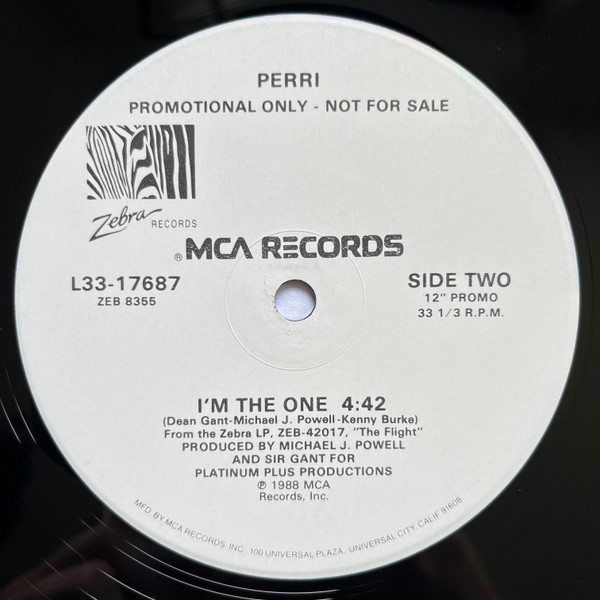 PERRI
PROMOTIONAL ONLY - NOT FOR SALE
Zebra RECORDS
®MCA RECORDS
L33-17687
ZEB 8355
SIDE TWO
12" PROMO
33 1/3 R.P.M.
I'M THE ONE 4:42
(Dean Gant-Michael J. Powell-Kenny Burke)
From the Zebra LP, ZEB-42017, "The Flight"
PRODUCED BY MICHAEL J. POWELL
AND SIR GANT FOR
PLATINUM PLUS PRODUCTIONS
℗ 1988 MCA
Records, Inc.
MFD. BY MCA RECORDS, INC. 100 UNIVERSAL PLAZA, UNIVERSAL CITY, CALIF. 91608